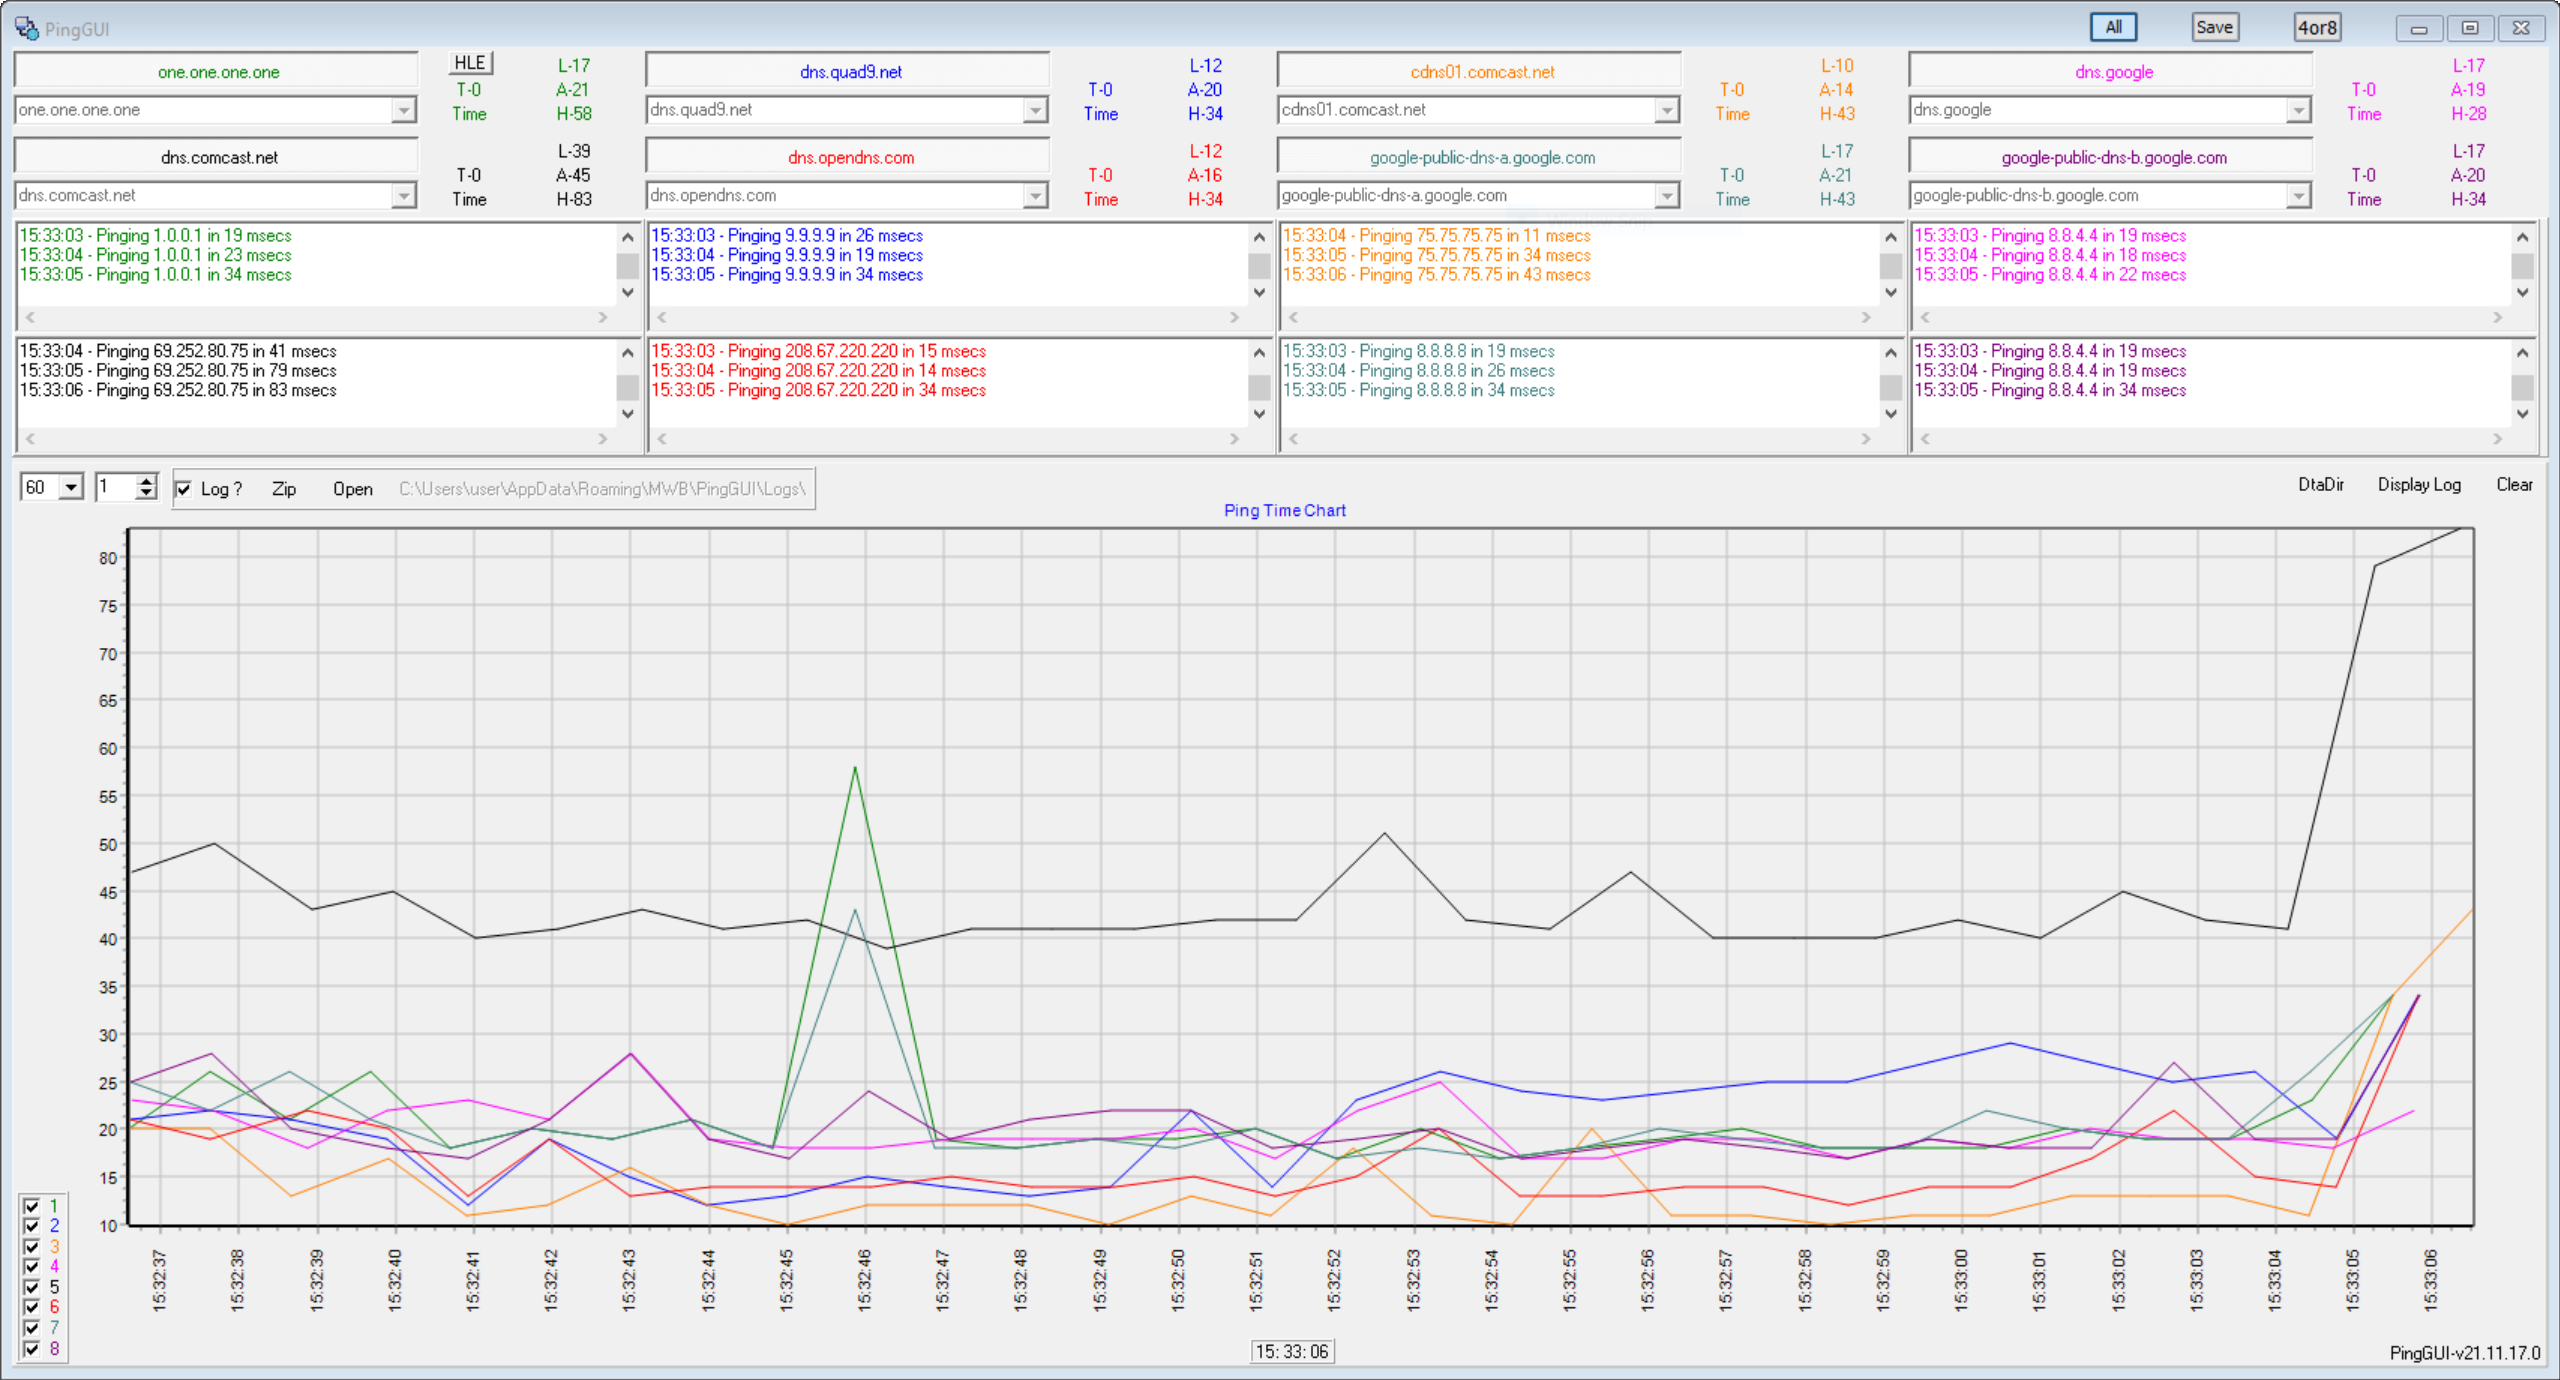 PingGUI
All
Save
4or8
one.one.one.one
HLE
L-17
T-0
A-21
one.one.one.one
Time
H-58
dns.quad9.net
L-12
T-0
A-20
dns.quad9.net
Time
H-34
cdns01.comcast.net
L-10
T-0
A-14
cdns01.comcast.net
Time
H-43
dns.google
L-17
T-0
A-19
dns.google
Time
H-28
dns.comcast.net
L-39
T-0
A-45
dns.comcast.net
Time
H-83
dns.opendns.com
L-12
T-0
A-16
dns.opendns.com
Time
H-34
google-public-dns-a.google.com
L-17
T-0
A-21
google-public-dns-a.google.com
Time
H-43
google-public-dns-b.google.com
L-17
T-0
A-20
google-public-dns-b.google.com
Time
H-34
15:33:03 - Pinging 1.0.0.1 in 19 msecs
15:33:04 - Pinging 1.0.0.1 in 23 msecs
15:33:05 - Pinging 1.0.0.1 in 34 msecs
15:33:03 - Pinging 9.9.9.9 in 26 msecs
15:33:04 - Pinging 9.9.9.9 in 19 msecs
15:33:05 - Pinging 9.9.9.9 in 34 msecs
15:33:04 - Pinging 75.75.75.75 in 11 msecs
15:33:05 - Pinging 75.75.75.75 in 34 msecs
15:33:06 - Pinging 75.75.75.75 in 43 msecs
15:33:03 - Pinging 8.8.4.4 in 19 msecs
15:33:04 - Pinging 8.8.4.4 in 18 msecs
15:33:05 - Pinging 8.8.4.4 in 22 msecs
15:33:04 - Pinging 69.252.80.75 in 41 msecs
15:33:05 - Pinging 69.252.80.75 in 79 msecs
15:33:06 - Pinging 69.252.80.75 in 83 msecs
15:33:03 - Pinging 208.67.220.220 in 15 msecs
15:33:04 - Pinging 208.67.220.220 in 14 msecs
15:33:05 - Pinging 208.67.220.220 in 34 msecs
15:33:03 - Pinging 8.8.8.8 in 19 msecs
15:33:04 - Pinging 8.8.8.8 in 26 msecs
15:33:05 - Pinging 8.8.8.8 in 34 msecs
15:33:03 - Pinging 8.8.4.4 in 19 msecs
15:33:04 - Pinging 8.8.4.4 in 19 msecs
15:33:05 - Pinging 8.8.4.4 in 34 msecs
60
1
Log ?
Zip
Open
C:\Users\user\AppData\Roaming\MWB\PingGUI\Logs\
DtaDir
Display Log
Clear
Ping Time Chart
80
75
70
65
60
55
50
45
40
35
30
25
20
15
10
1
2
3
4
5
6
7
8
15:32:37
15:32:38
15:32:39
15:32:40
15:32:41
15:32:42
15:32:43
15:32:44
15:32:45
15:32:46
15:32:47
15:32:48
15:32:49
15:32:50
15:32:51
15:32:52
15:32:53
15:32:54
15:32:55
15:32:56
15:32:57
15:32:58
15:32:59
15:33:00
15:33:01
15:33:02
15:33:03
15:33:04
15:33:05
15:33:06
15: 33: 06
PingGUI-v21.11.17.0